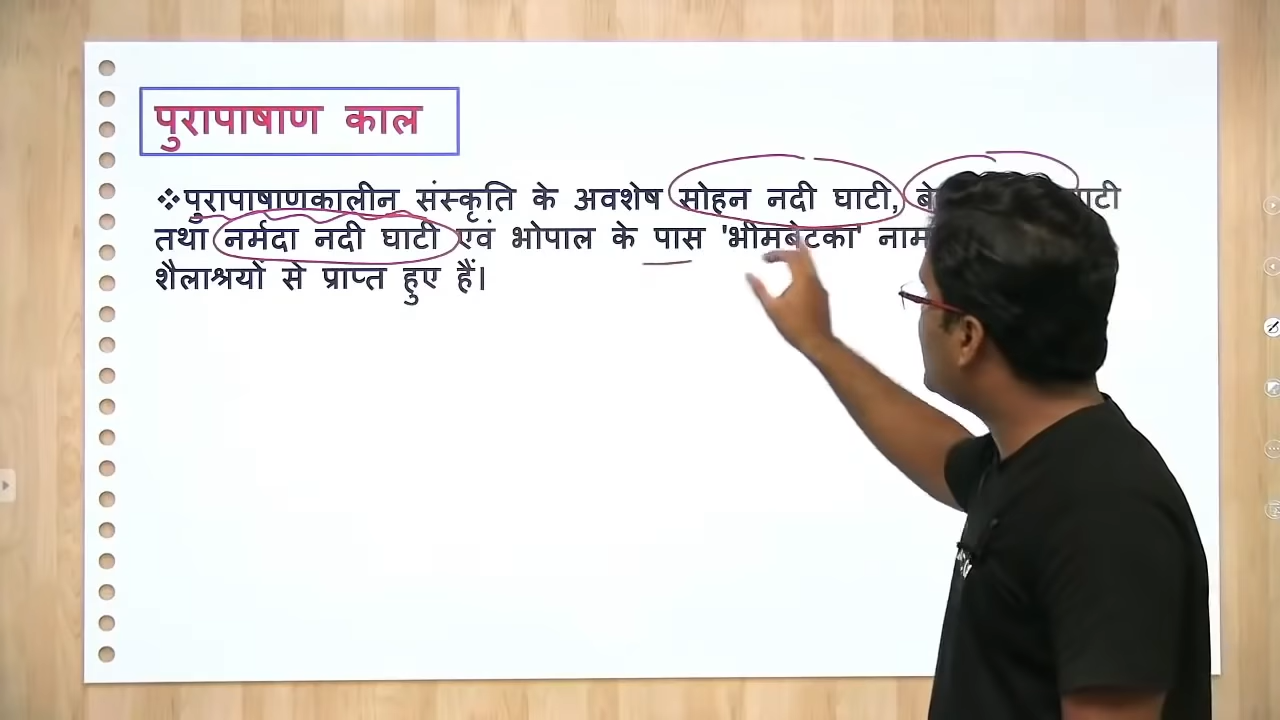 पुरापाषाण काल
❖पुरापाषाणकालीन संस्कृति के अवशेष सोहन नदी घाटी,
तथा नर्मदा नदी घाटी एवं भोपाल के पास 'भीमबेटका'
शैलाश्रयों से प्राप्त हुए हैं।